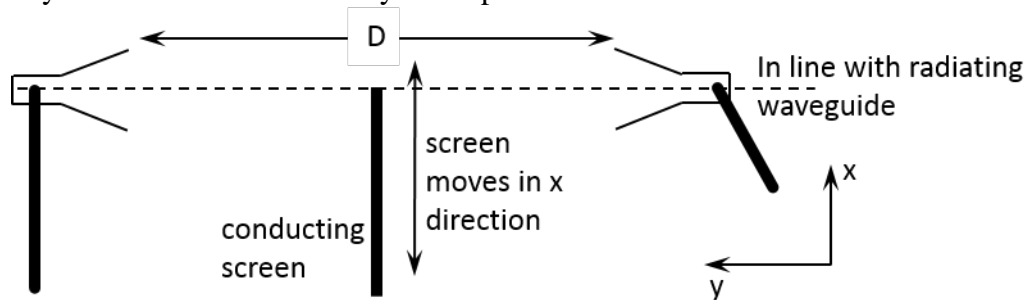 D
In line with radiating
waveguide
screen
moves in x
direction
conducting
screen
x
y